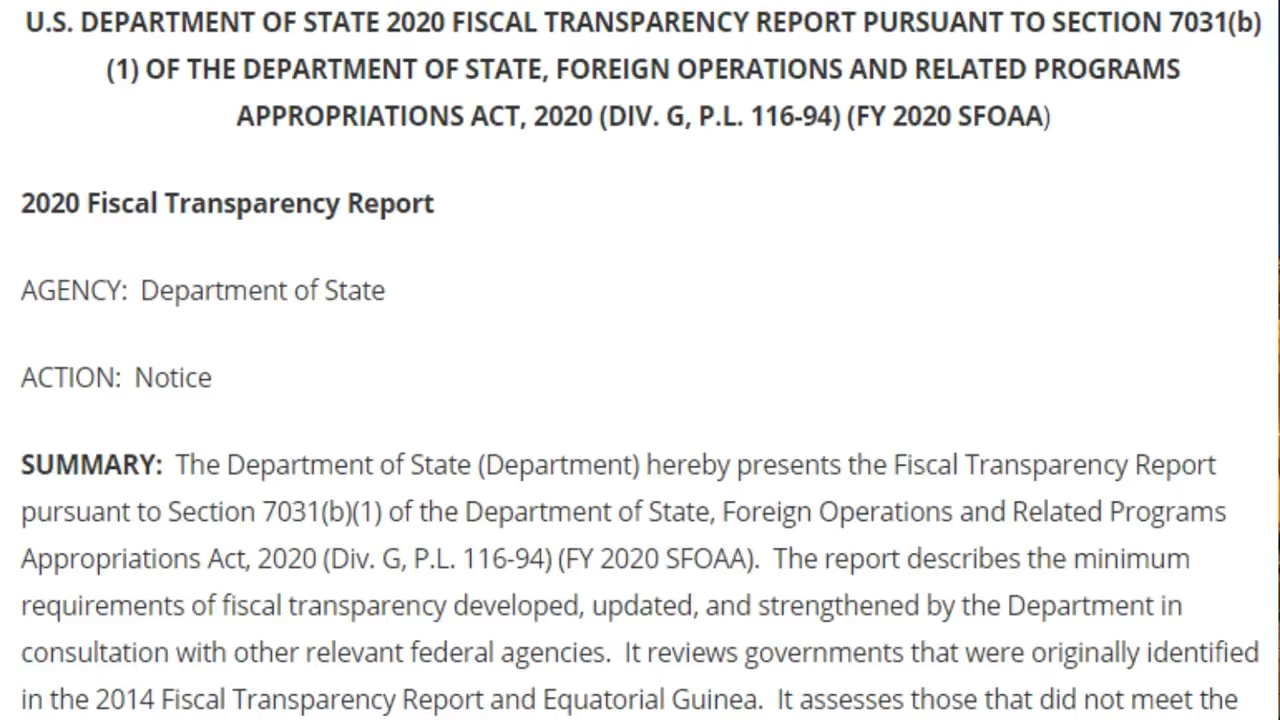 U.S. DEPARTMENT OF STATE 2020 FISCAL TRANSPARENCY REPORT PURSUANT TO SECTION 7031(b)
(1) OF THE DEPARTMENT OF STATE, FOREIGN OPERATIONS AND RELATED PROGRAMS
APPROPRIATIONS ACT, 2020 (DIV. G, P.L. 116-94) (FY 2020 SFOAA)
2020 Fiscal Transparency Report
AGENCY:  Department of State
ACTION:  Notice
SUMMARY:  The Department of State (Department) hereby presents the Fiscal Transparency Report
pursuant to Section 7031(b)(1) of the Department of State, Foreign Operations and Related Programs
Appropriations Act, 2020 (Div. G, P.L. 116-94) (FY 2020 SFOAA).  The report describes the minimum
requirements of fiscal transparency developed, updated, and strengthened by the Department in
consultation with other relevant federal agencies.  It reviews governments that were originally identified
in the 2014 Fiscal Transparency Report and Equatorial Guinea.  It assesses those that did not meet the